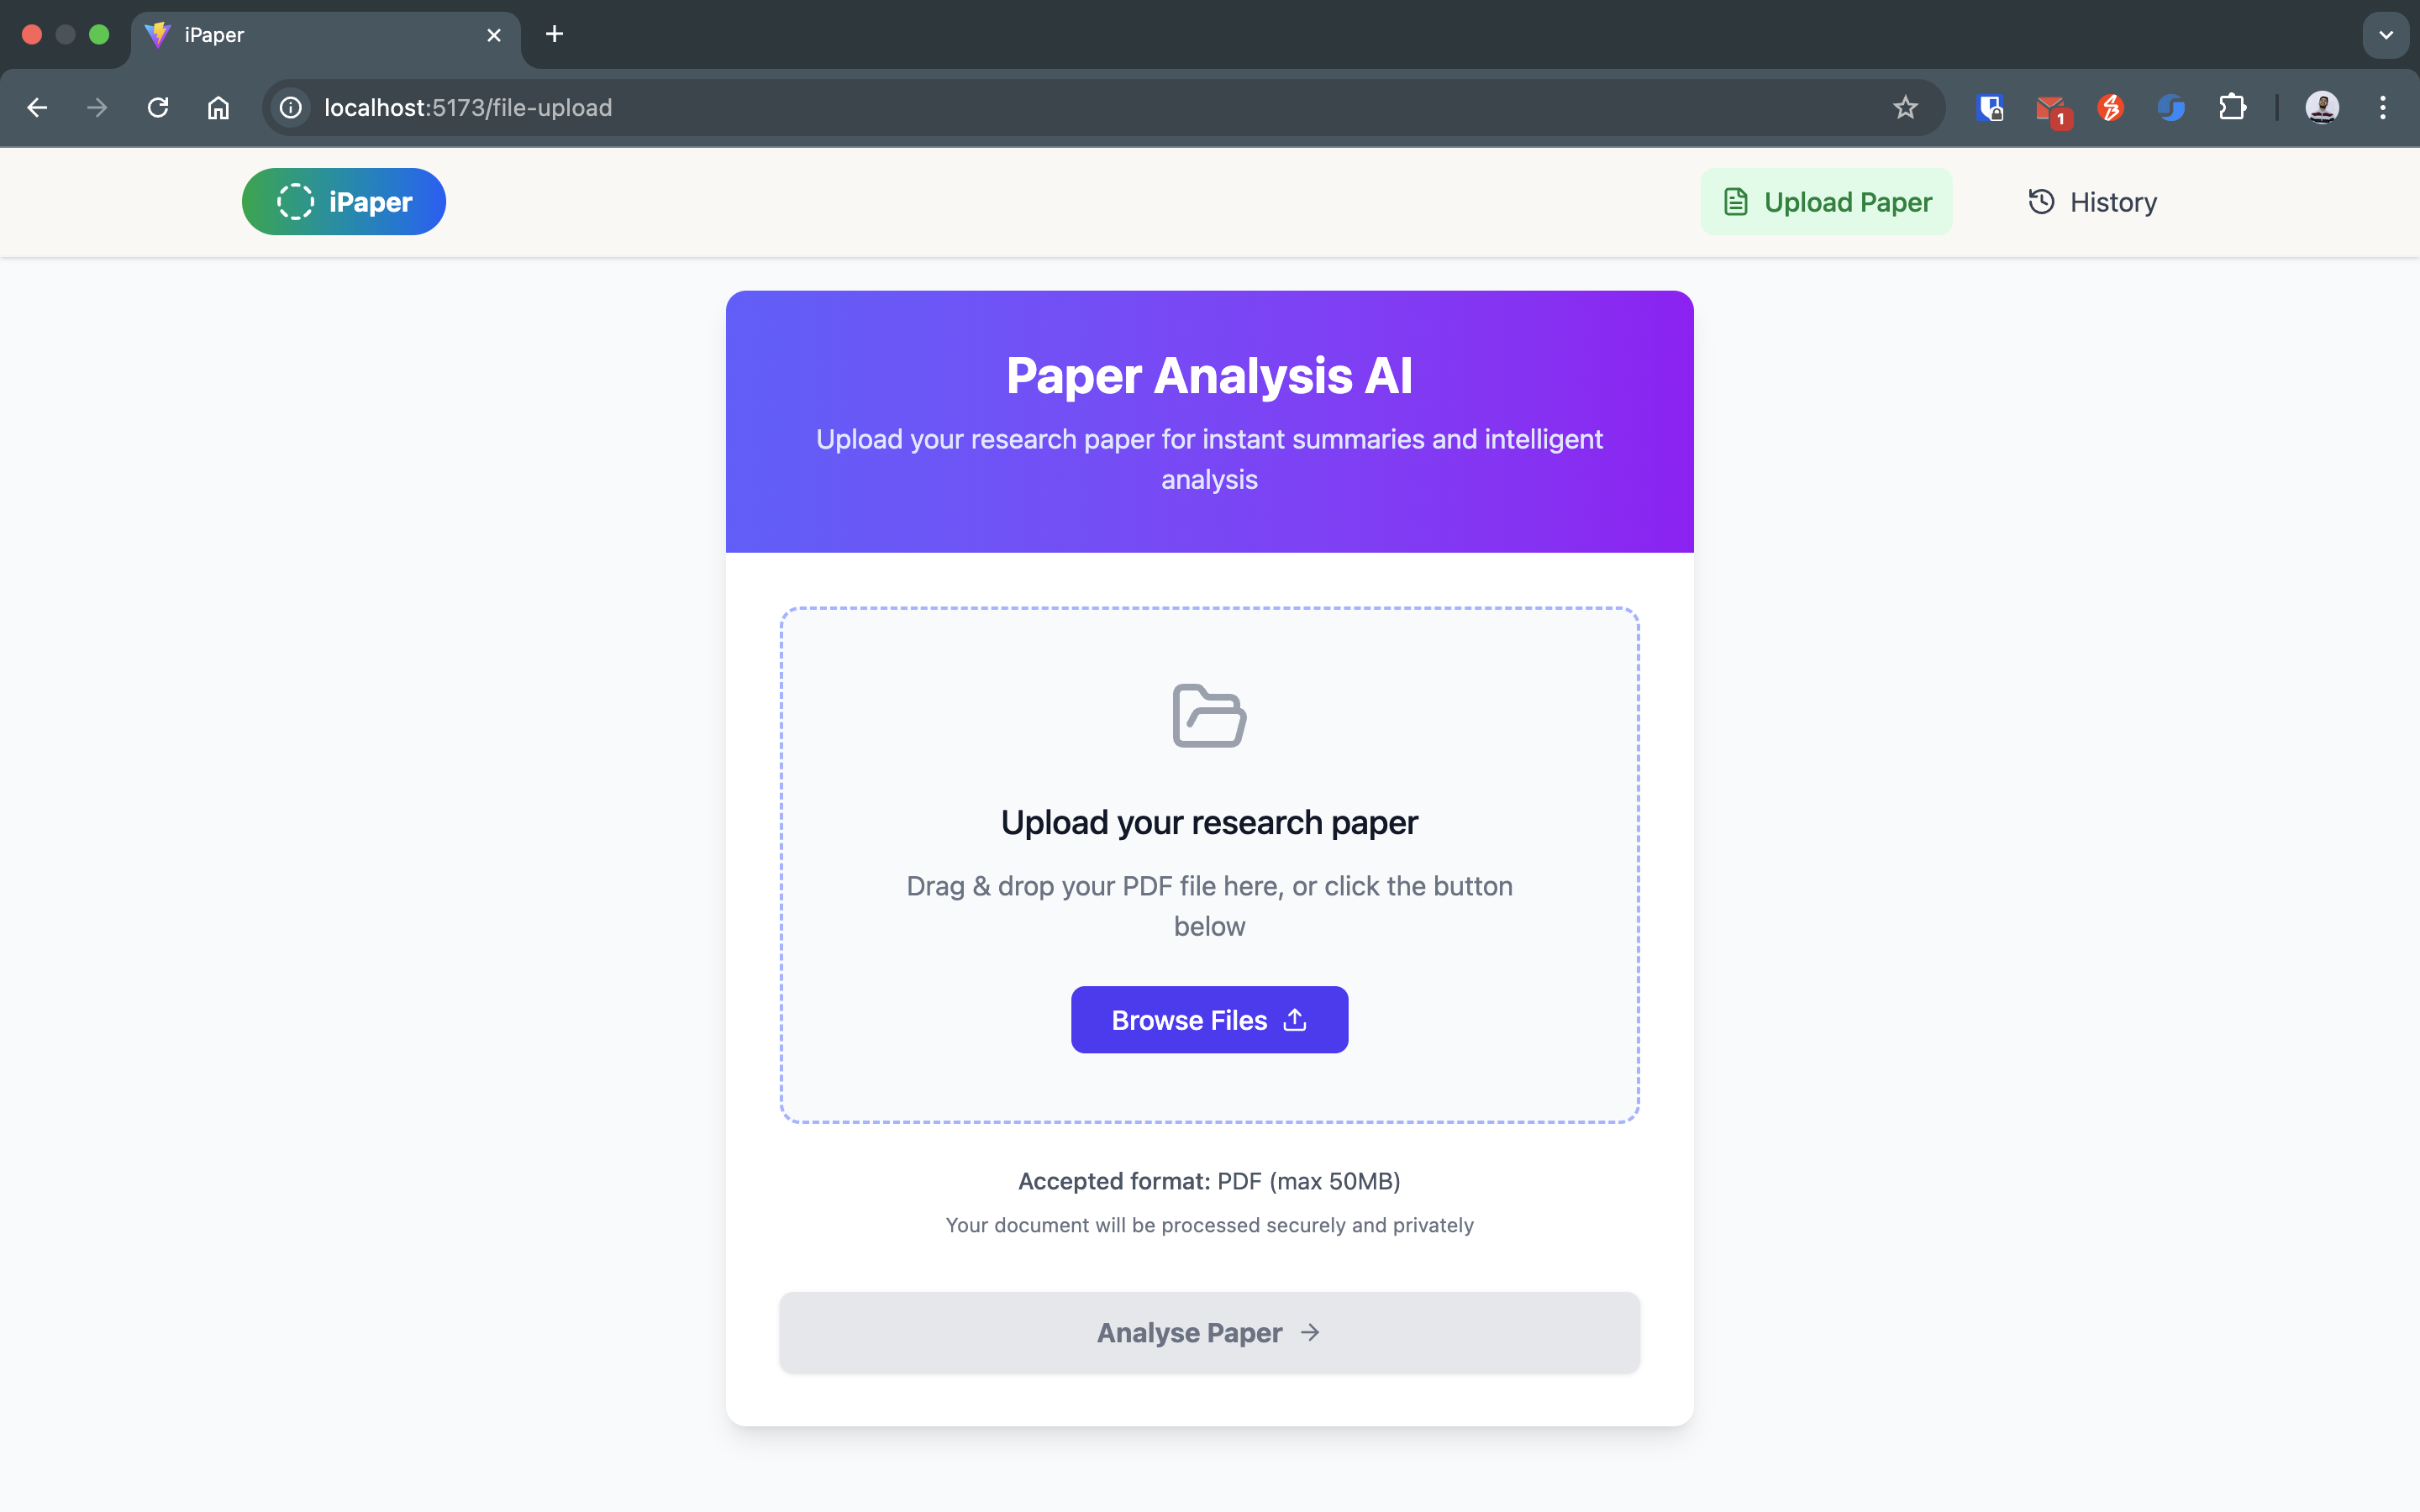 iPaper
localhost:5173/file-upload
1
iPaper
Upload Paper
History
Paper Analysis AI
Upload your research paper for instant summaries and intelligent
analysis
Upload your research paper
Drag & drop your PDF file here, or click the button
below
Browse Files
Accepted format: PDF (max 50MB)
Your document will be processed securely and privately
Analyse Paper